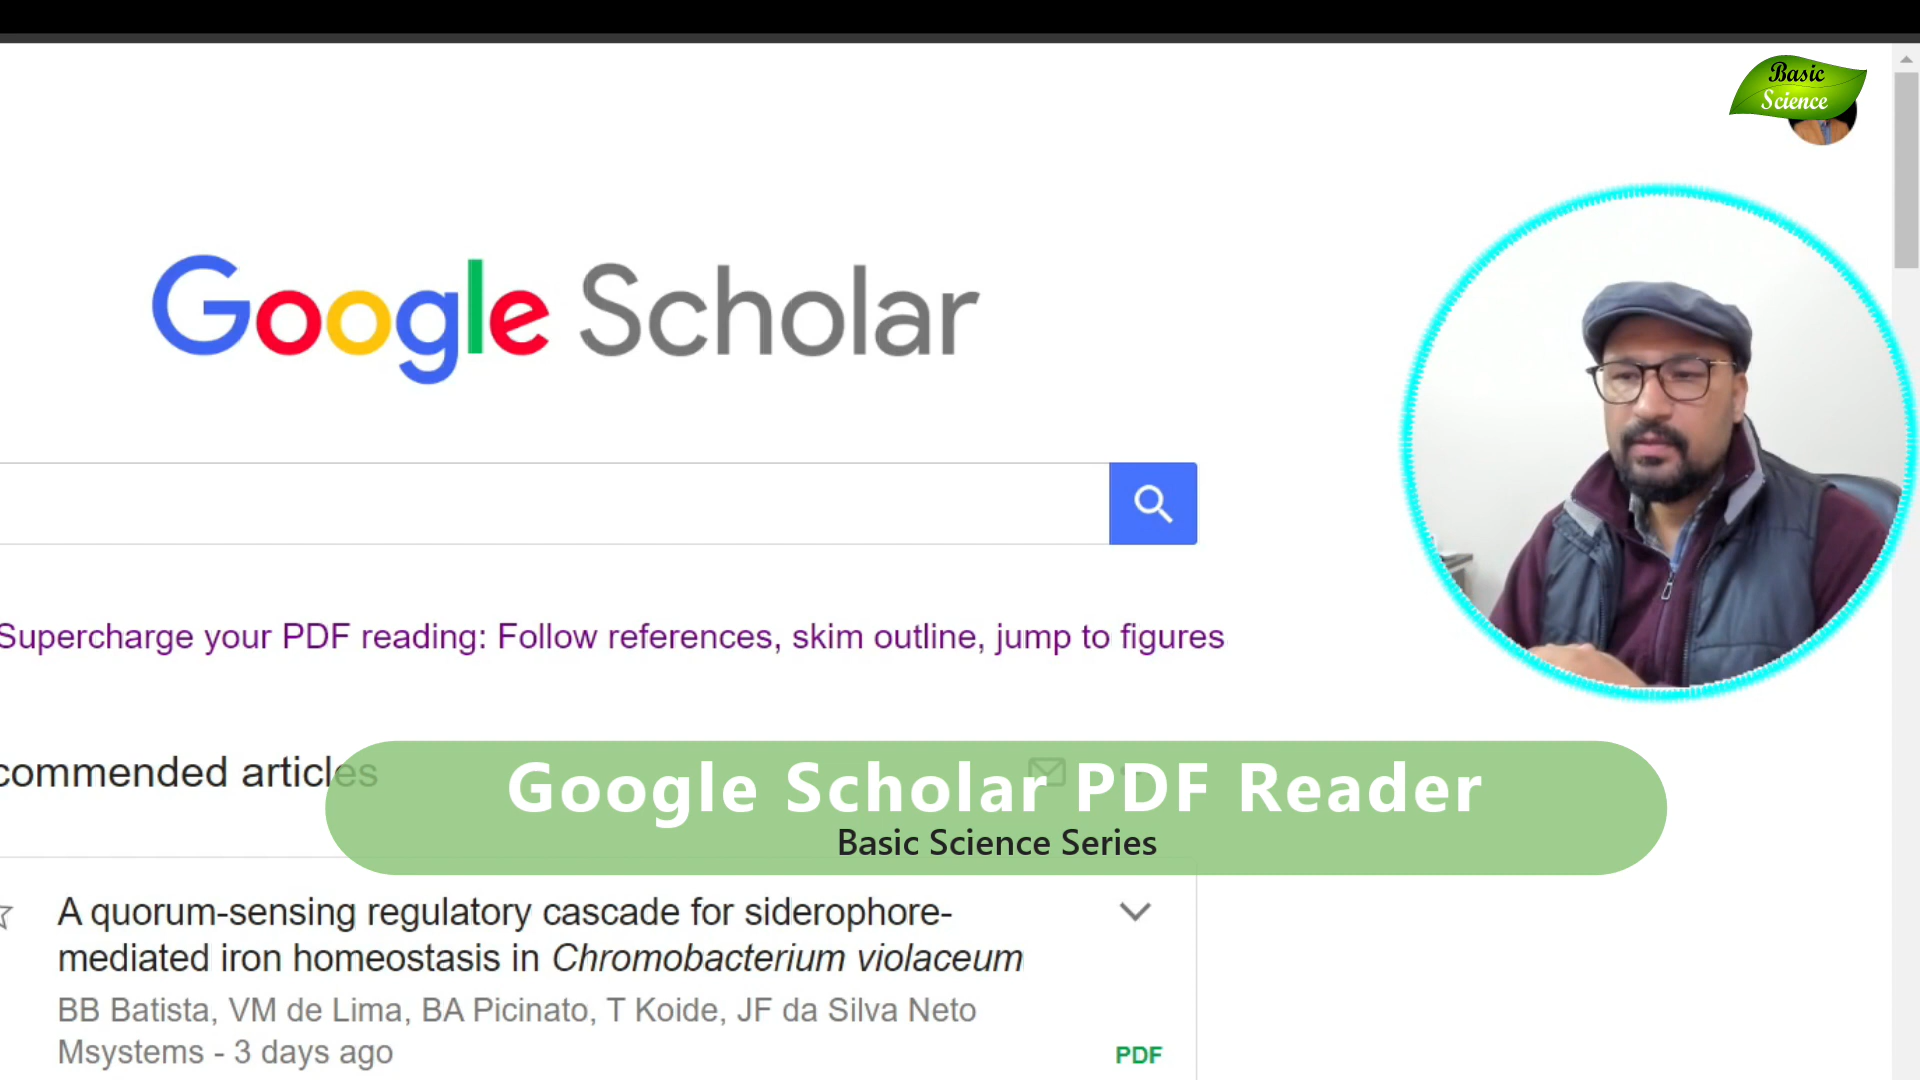 Basic
Science
Google Scholar
Supercharge your PDF reading: Follow references, skim outline, jump to figures
commended articles
Google Scholar PDF Reader
Basic Science Series
A quorum-sensing regulatory cascade for siderophore-
mediated iron homeostasis in Chromobacterium violaceum
BB Batista, VM de Lima, BA Picinato, T Koide, JF da Silva Neto
Msystems - 3 days ago
PDF